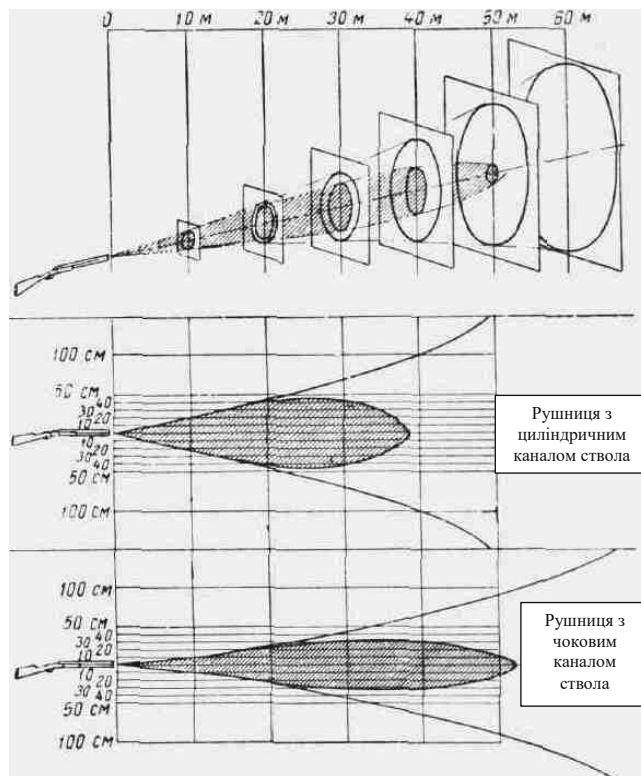 0 10 м 20 м 30 м 40 м 50 м 60 м
100 см
50 см
40
30
20
10
10
20
30
40
50 см
100 см
Рушниця з
циліндричним
каналом ствола
100 см
50 см
40
30
20
10
10
20
30
40
50 см
100 см
Рушниця з
чоковим
каналом
ствола